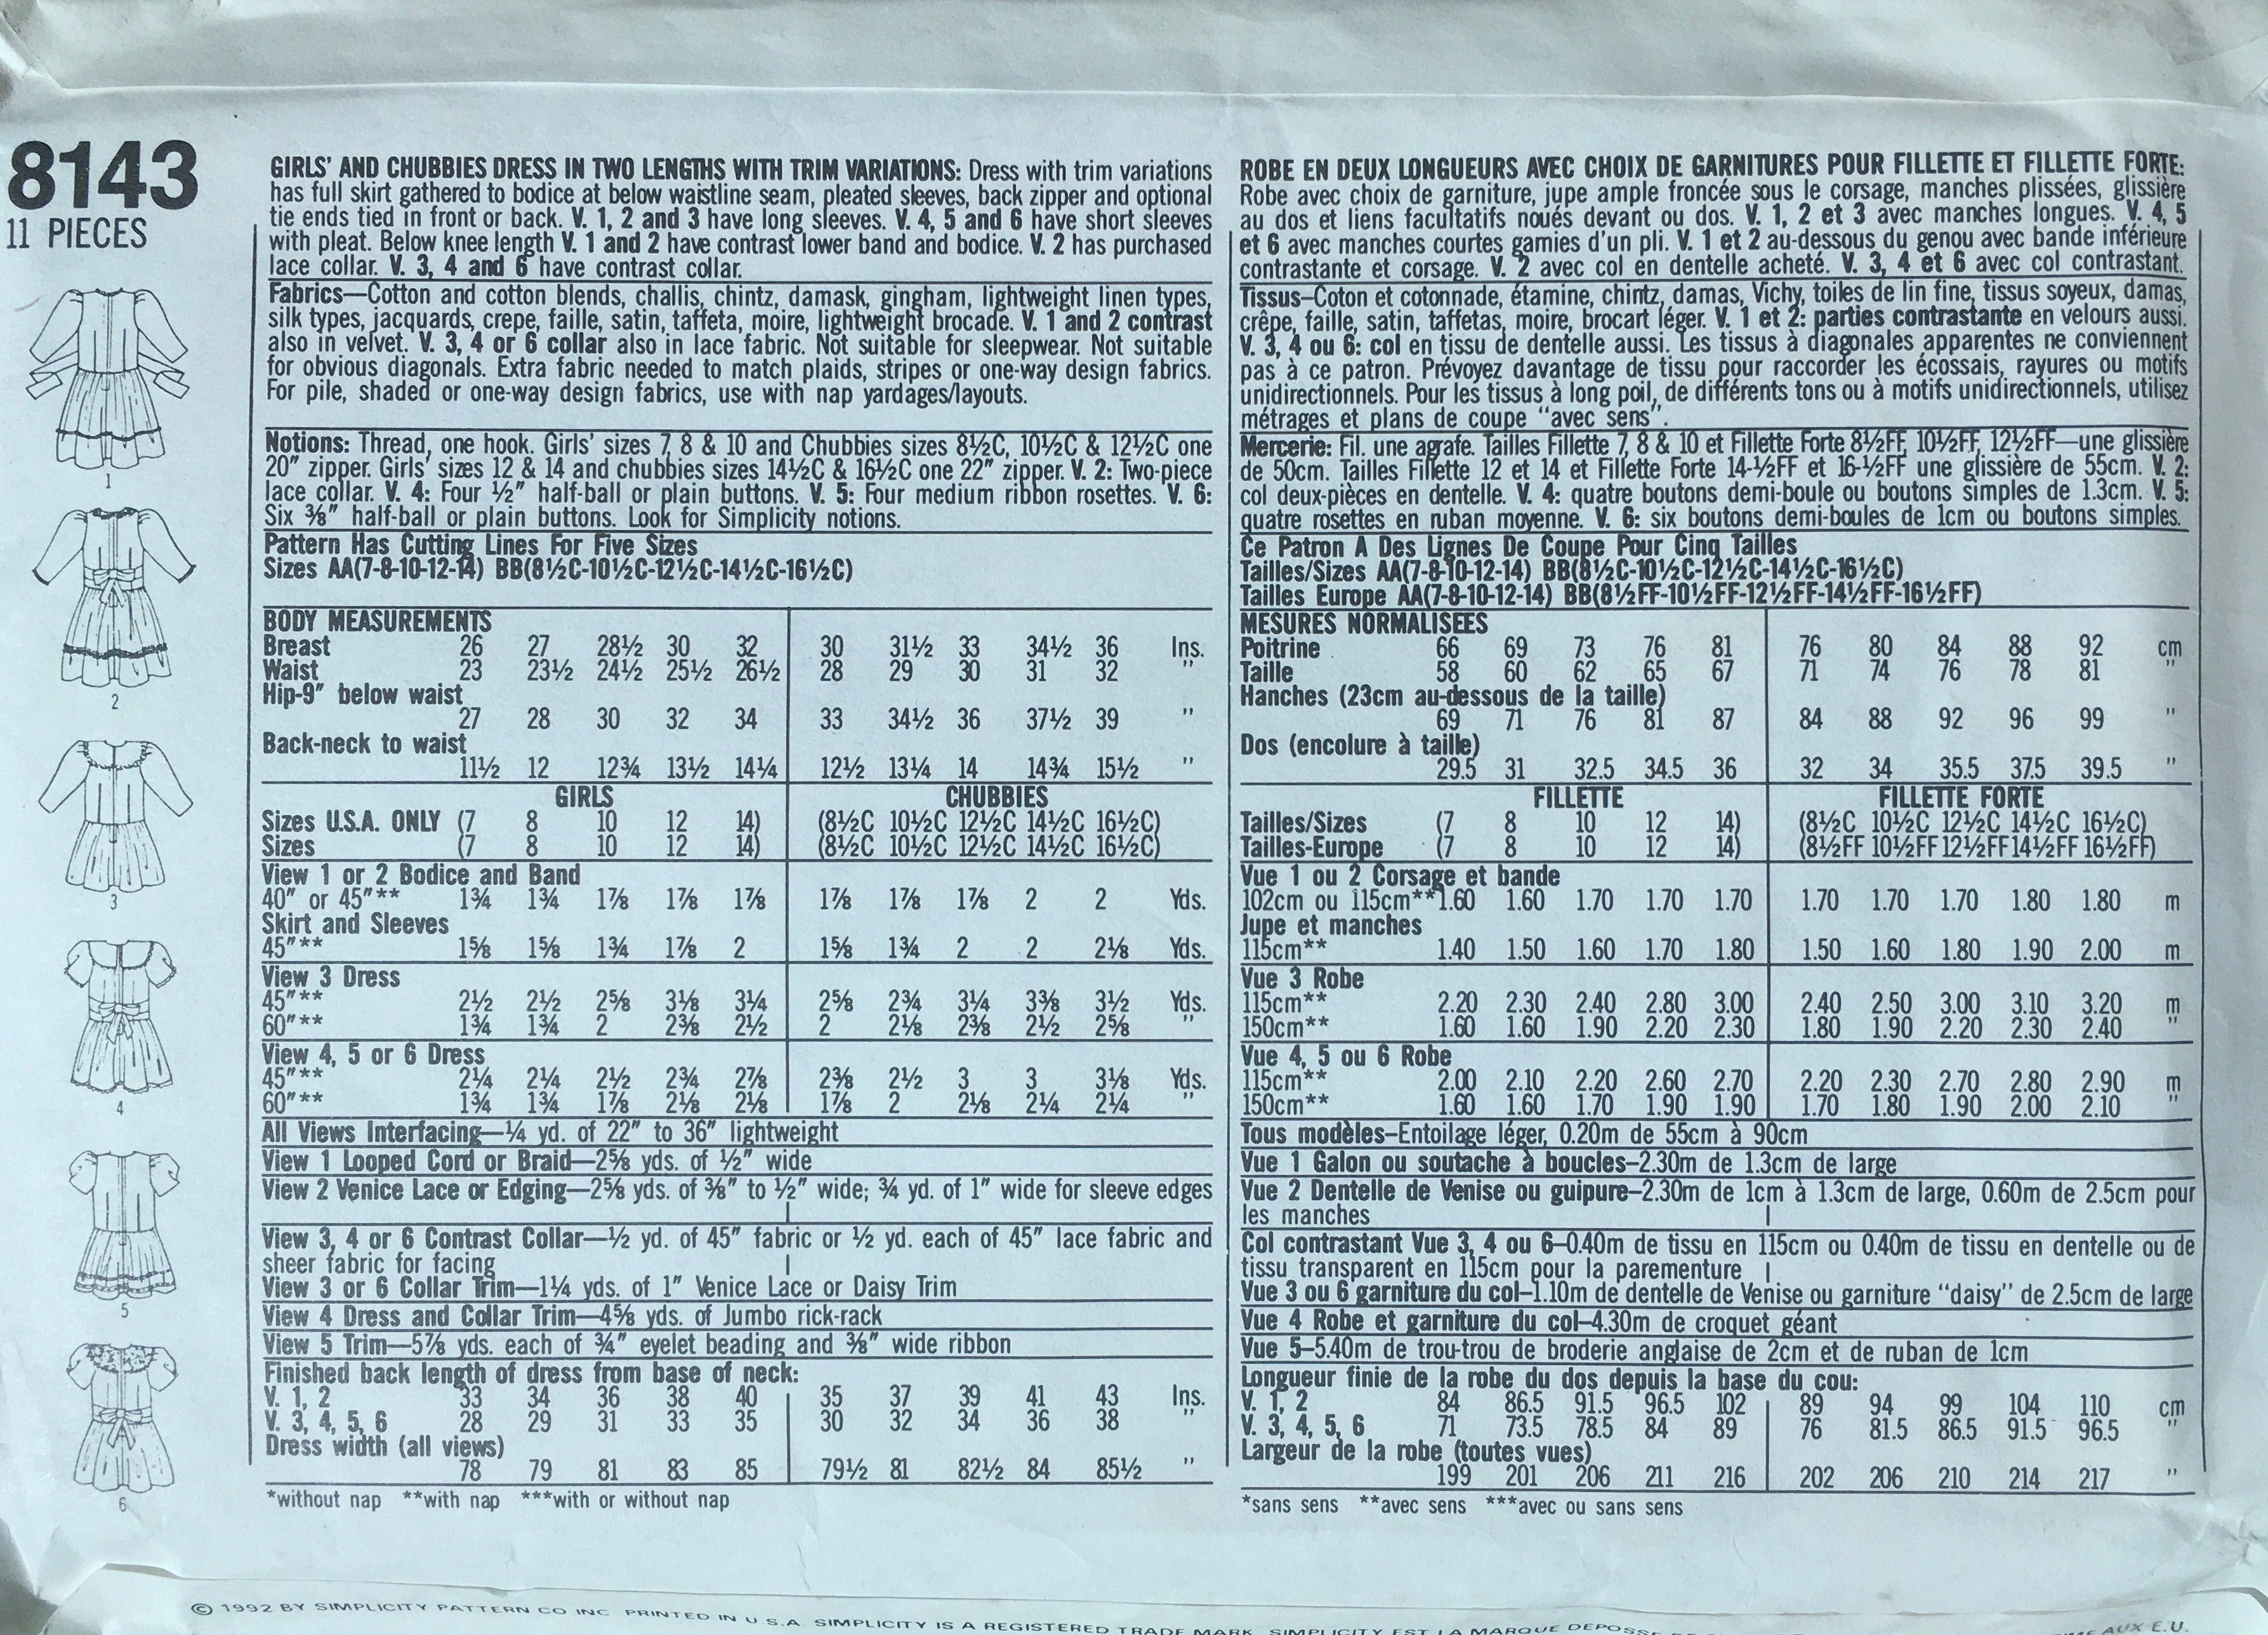 8143
11 PIECES
1
2
3
4
5
6
GIRLS' AND CHUBBIES DRESS IN TWO LENGTHS WITH TRIM VARIATIONS: Dress with trim variations
has full skirt gathered to bodice at below waistline seam, pleated sleeves, back zipper and optional
tie ends tied in front or back. V. 1, 2 and 3 have long sleeves. V. 4, 5 and 6 have short sleeves
with pleat. Below knee length V. 1 and 2 have contrast lower band and bodice. V. 2 has purchased
lace collar. V. 3, 4 and 6 have contrast collar.
Fabrics—Cotton and cotton blends, challis, chintz, damask, gingham, lightweight linen types,
silk types, jacquards, crepe, faille, satin, taffeta, moire, lightweight brocade. V. 1 and 2 contrast
also in velvet. V. 3, 4 or 6 collar also in lace fabric. Not suitable for sleepwear. Not suitable
for obvious diagonals. Extra fabric needed to match plaids, stripes or one-way design fabrics.
For pile, shaded or one-way design fabrics, use with nap yardages/layouts.
Notions: Thread, one hook. Girls' sizes 7, 8 & 10 and Chubbies sizes 8½C, 10½C & 12½C one
20" zipper. Girls' sizes 12 & 14 and chubbies sizes 14½C & 16½C one 22" zipper. V. 2: Two-piece
lace collar. V. 4: Four ½" half-ball or plain buttons. V. 5: Four medium ribbon rosettes. V. 6:
Six ⅜" half-ball or plain buttons. Look for Simplicity notions.
Pattern Has Cutting Lines For Five Sizes
Sizes AA(7-8-10-12-14) BB(8½C-10½C-12½C-14½C-16½C)
BODY MEASUREMENTS
Breast 26 27 28½ 30 32 30 31½ 33 34½ 36 Ins.
Waist 23 23½ 24½ 25½ 26½ 28 29 30 31 32 "
Hip-9" below waist
27 28 30 32 34 33 34½ 36 37½ 39 "
Back-neck to waist
11½ 12 12¾ 13½ 14¼ 12½ 13¼ 14 14¾ 15½ "
GIRLS CHUBBIES
Sizes U.S.A. ONLY (7 8 10 12 14) (8½C 10½C 12½C 14½C 16½C)
Sizes (7 8 10 12 14) (8½C 10½C 12½C 14½C 16½C)
View 1 or 2 Bodice and Band
40" or 45"** 1¾ 1¾ 1⅞ 1⅞ 1⅞ 1⅞ 1⅞ 1⅞ 2 2 Yds.
Skirt and Sleeves
45"** 1⅝ 1⅝ 1¾ 1⅞ 2 1⅝ 1¾ 2 2 2⅛ Yds.
View 3 Dress
45"** 2½ 2½ 2⅝ 3⅛ 3¼ 2⅝ 2¾ 3¼ 3⅜ 3½ Yds.
60"** 1¾ 1¾ 2 2⅜ 2½ 2 2⅛ 2⅜ 2½ 2⅝ "
View 4, 5 or 6 Dress
45"** 2¼ 2¼ 2½ 2¾ 2⅞ 2⅜ 2½ 3 3 3⅛ Yds.
60"** 1¾ 1¾ 1⅞ 2⅛ 2⅛ 1⅞ 2 2⅛ 2¼ 2¼ "
All Views Interfacing—¼ yd. of 22" to 36" lightweight
View 1 Looped Cord or Braid—2⅝ yds. of ½" wide
View 2 Venice Lace or Edging—2⅝ yds. of ⅜" to ½" wide; ¾ yd. of 1" wide for sleeve edges
View 3, 4 or 6 Contrast Collar—½ yd. of 45" fabric or ½ yd. each of 45" lace fabric and
sheer fabric for facing
View 3 or 6 Collar Trim—1¼ yds. of 1" Venice Lace or Daisy Trim
View 4 Dress and Collar Trim—4⅝ yds. of Jumbo rick-rack
View 5 Trim—5⅞ yds. each of ¾" eyelet beading and ⅜" wide ribbon
Finished back length of dress from base of neck:
V. 1, 2 33 34 36 38 40 35 37 39 41 43 Ins.
V. 3, 4, 5, 6 28 29 31 33 35 30 32 34 36 38 "
Dress width (all views)
78 79 81 83 85 79½ 81 82½ 84 85½ "
*without nap **with nap ***with or without nap
ROBE EN DEUX LONGUEURS AVEC CHOIX DE GARNITURES POUR FILLETTE ET FILLETTE FORTE:
Robe avec choix de garniture, jupe ample froncée sous le corsage, manches plissées, glissière
au dos et liens facultatifs noués devant ou dos. V. 1, 2 et 3 avec manches longues. V. 4, 5
et 6 avec manches courtes garnies d'un pli. V. 1 et 2 au-dessous du genou avec bande inférieure
contrastante et corsage. V. 2 avec col en dentelle acheté. V. 3, 4 et 6 avec col contrastant.
Tissus—Coton et cotonnade, étamine, chintz, damas, Vichy, toiles de lin fine, tissus soyeux, damas,
crêpe, faille, satin, taffetas, moire, brocart léger. V. 1 et 2: parties contrastante en velours aussi.
V. 3, 4 ou 6: col en tissu de dentelle aussi. Les tissus à diagonales apparentes ne conviennent
pas à ce patron. Prévoyez davantage de tissu pour raccorder les écossais, rayures ou motifs
unidirectionnels. Pour les tissus à long poil, de différents tons ou à motifs unidirectionnels, utilisez
métrages et plans de coupe "avec sens".
Mercerie: Fil. une agrafe. Tailles Fillette 7, 8 & 10 et Fillette Forte 8½FF, 10½FF, 12½FF—une glissière
de 50cm. Tailles Fillette 12 et 14 et Fillette Forte 14-½FF et 16-½FF une glissière de 55cm. V. 2:
col deux-pièces en dentelle. V. 4: quatre boutons demi-boule ou boutons simples de 1.3cm. V. 5:
quatre rosettes en ruban moyenne. V. 6: six boutons demi-boules de 1cm ou boutons simples.
Ce Patron A Des Lignes De Coupe Pour Cinq Tailles
Tailles/Sizes AA(7-8-10-12-14) BB(8½C-10½C-12½C-14½C-16½C)
Tailles Europe AA(7-8-10-12-14) BB(8½FF-10½FF-12½FF-14½FF-16½FF)
MESURES NORMALISEES
Poitrine 66 69 73 76 81 76 80 84 88 92 cm
Taille 58 60 62 65 67 71 74 76 78 81 "
Hanches (23cm au-dessous de la taille)
69 71 76 81 87 84 88 92 96 99 "
Dos (encolure à taille)
29.5 31 32.5 34.5 36 32 34 35.5 37.5 39.5 "
FILLETTE FILLETTE FORTE
Tailles/Sizes (7 8 10 12 14) (8½C 10½C 12½C 14½C 16½C)
Tailles-Europe (7 8 10 12 14) (8½FF 10½FF 12½FF 14½FF 16½FF)
Vue 1 ou 2 Corsage et bande
102cm ou 115cm** 1.60 1.60 1.70 1.70 1.70 1.70 1.70 1.70 1.80 1.80 m
Jupe et manches
115cm** 1.40 1.50 1.60 1.70 1.80 1.50 1.60 1.80 1.90 2.00 m
Vue 3 Robe
115cm** 2.20 2.30 2.40 2.80 3.00 2.40 2.50 3.00 3.10 3.20 m
150cm** 1.60 1.60 1.90 2.20 2.30 1.80 1.90 2.20 2.30 2.40 "
Vue 4, 5 ou 6 Robe
115cm** 2.00 2.10 2.20 2.60 2.70 2.20 2.30 2.70 2.80 2.90 m
150cm** 1.60 1.60 1.70 1.90 1.90 1.70 1.80 1.90 2.00 2.10 "
Tous modèles–Entoilage léger, 0.20m de 55cm à 90cm
Vue 1 Galon ou soutache à boucles–2.30m de 1.3cm de large
Vue 2 Dentelle de Venise ou guipure–2.30m de 1cm à 1.3cm de large, 0.60m de 2.5cm pour
les manches
Col contrastant Vue 3, 4 ou 6–0.40m de tissu en 115cm ou 0.40m de tissu en dentelle ou de
tissu transparent en 115cm pour la parementure
Vue 3 ou 6 garniture du col–1.10m de dentelle de Venise ou garniture "daisy" de 2.5cm de large
Vue 4 Robe et garniture du col–4.30m de croquet géant
Vue 5–5.40m de trou-trou de broderie anglaise de 2cm et de ruban de 1cm
Longueur finie de la robe du dos depuis la base du cou:
V. 1, 2 84 86.5 91.5 96.5 102 89 94 99 104 110 cm
V. 3, 4, 5, 6 71 73.5 78.5 84 89 76 81.5 86.5 91.5 96.5 "
Largeur de la robe (toutes vues)
199 201 206 211 216 202 206 210 214 217 "
*sans sens **avec sens ***avec ou sans sens
© 1992 BY SIMPLICITY PATTERN CO INC PRINTED IN U.S.A. SIMPLICITY IS A REGISTERED TRADE MARK SIMPLICITY EST LA MARQUE AUX E.U.